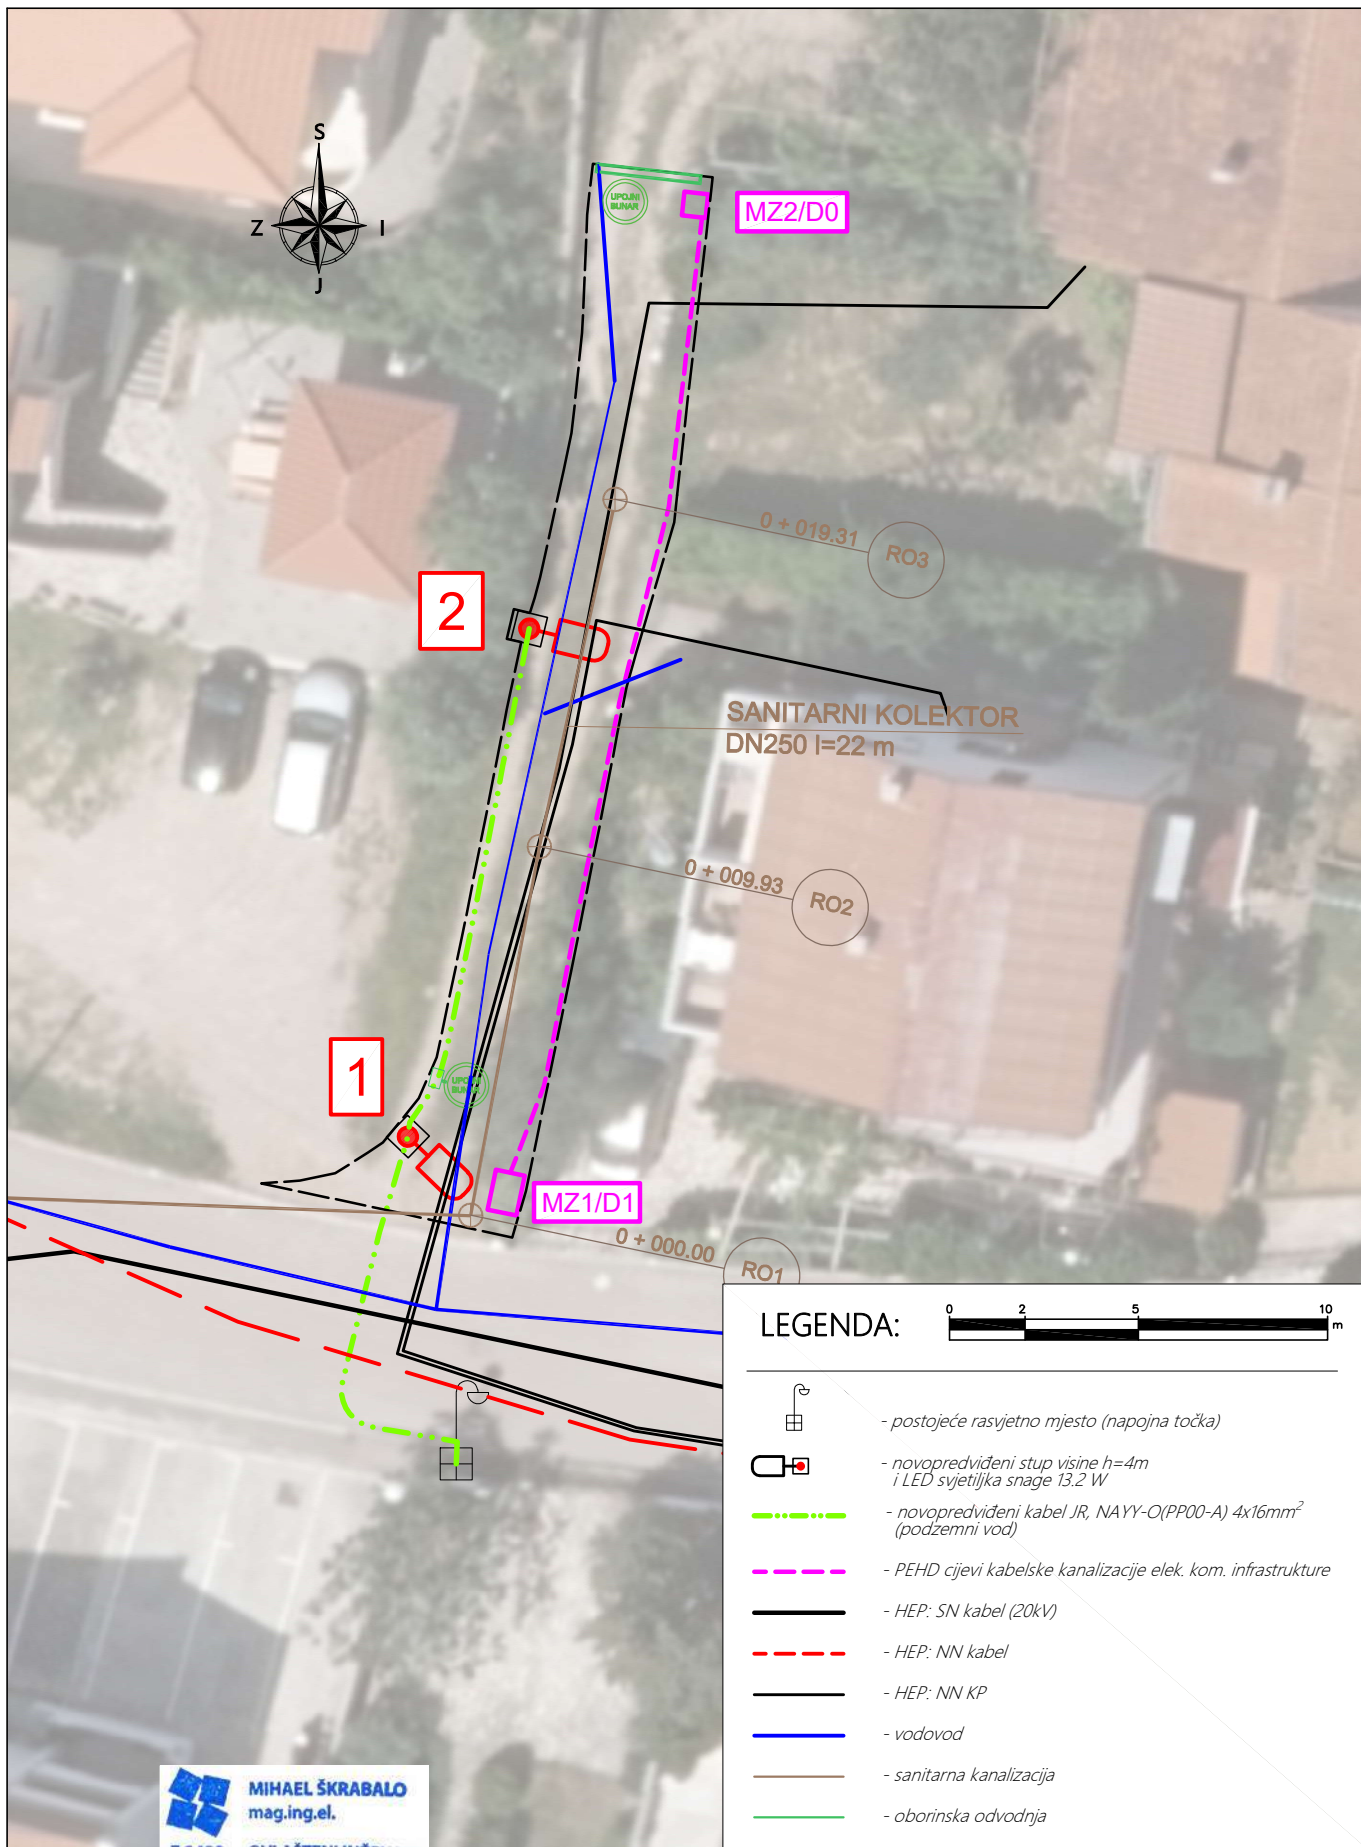 S
Z
I
J
UPOJNI
BUNAR
MZ2/D0
0 + 019.31
RO3
2
SANITARNI KOLEKTOR
DN250 l=22 m
0 + 009.93
RO2
1
BUNAR
MZ1/D1
0 + 000.00
RO1
LEGENDA:
0 2 5 10
m
- postojeće rasvjetno mjesto (napojna točka)
- novopredviđeni stup visine h=4m
i LED svjetiljka snage 13.2 W
- novopredviđeni kabel JR, NAYY-O(PP00-A) 4x16mm²
(podzemni vod)
- PEHD cijevi kabelske kanalizacije elek. kom. infrastrukture
- HEP: SN kabel (20kV)
- HEP: NN kabel
- HEP: NN KP
- vodovod
- sanitarna kanalizacija
- oborinska odvodnja
MIHAEL ŠKRABALO
mag.ing.el.